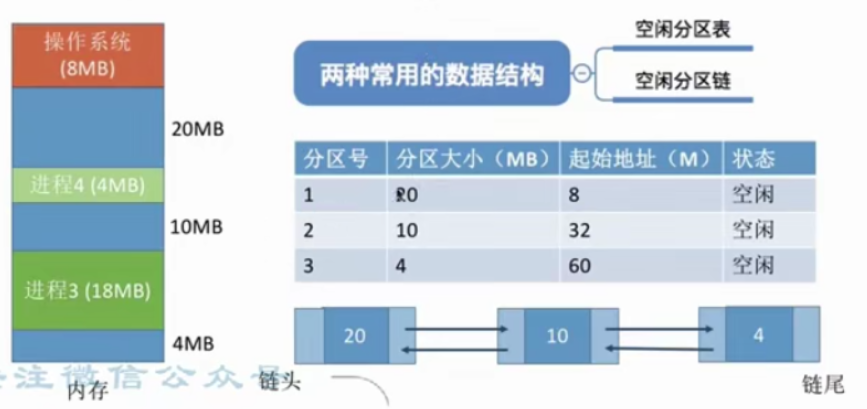 操作系统
(8MB)
20MB
进程4 (4MB)
10MB
进程3 (18MB)
4MB
内存
两种常用的数据结构
空闲分区表
空闲分区链
分区号 分区大小（MB） 起始地址（M） 状态
1 20 8 空闲
2 10 32 空闲
3 4 60 空闲
20 10 4
链头 链尾
注微信公众号